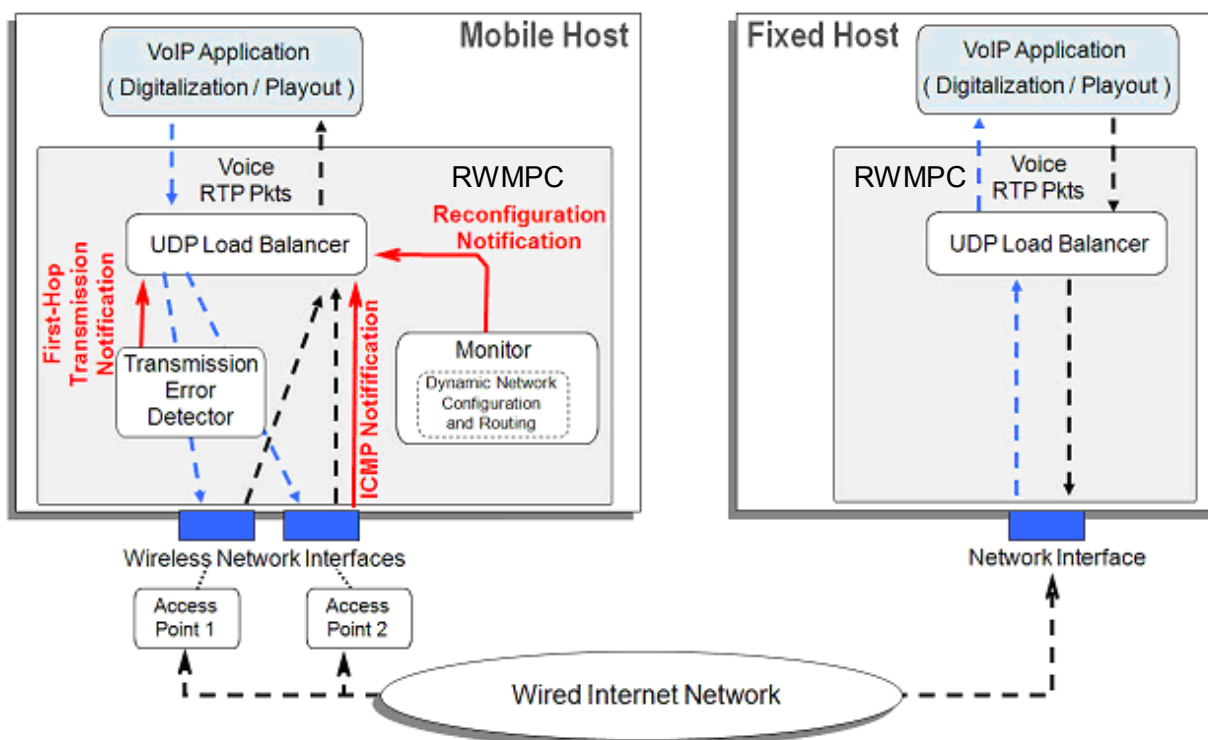 Mobile Host
VoIP Application
( Digitalization / Playout )
Voice
RTP Pkts
RWMPC
Reconfiguration
Notification
UDP Load Balancer
First-Hop
Transmission
Notification
Transmission
Error
Detector
ICMP Notitification
Monitor
Dynamic Network
Configuration
and Routing
Wireless Network Interfaces
Access
Point 1
Access
Point 2
Fixed Host
VoIP Application
( Digitalization / Playout )
RWMPC
Voice
RTP Pkts
UDP Load Balancer
Network Interface
Wired Internet Network